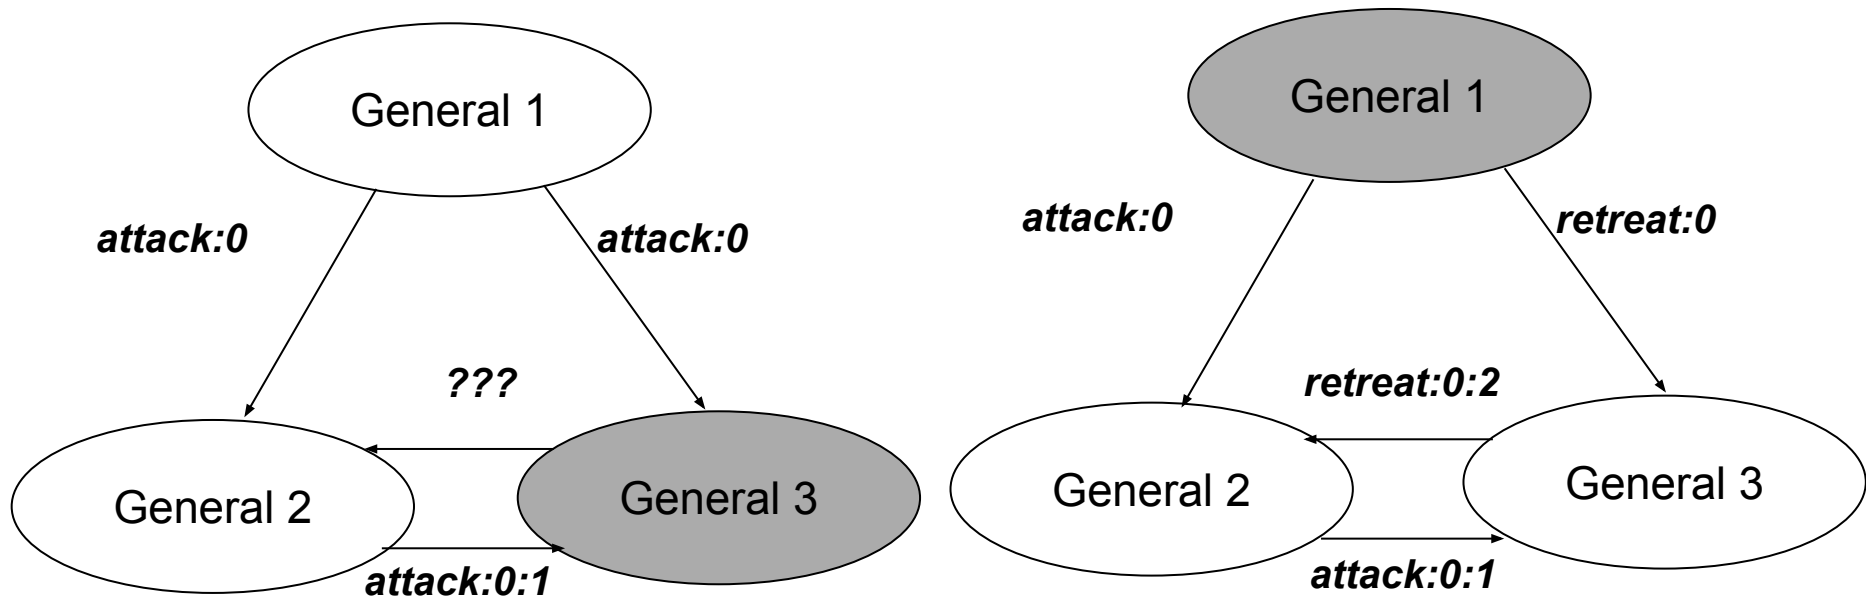 General 1
attack:0
attack:0
???
General 2
General 3
attack:0:1
General 1
attack:0
retreat:0
retreat:0:2
General 2
General 3
attack:0:1